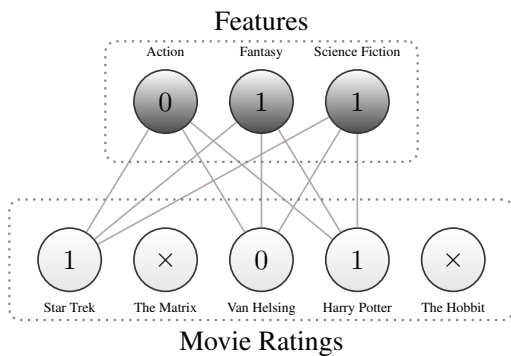 Features
Action Fantasy Science Fiction
0 1 1
1 × 0 1 ×
Star Trek The Matrix Van Helsing Harry Potter The Hobbit
Movie Ratings